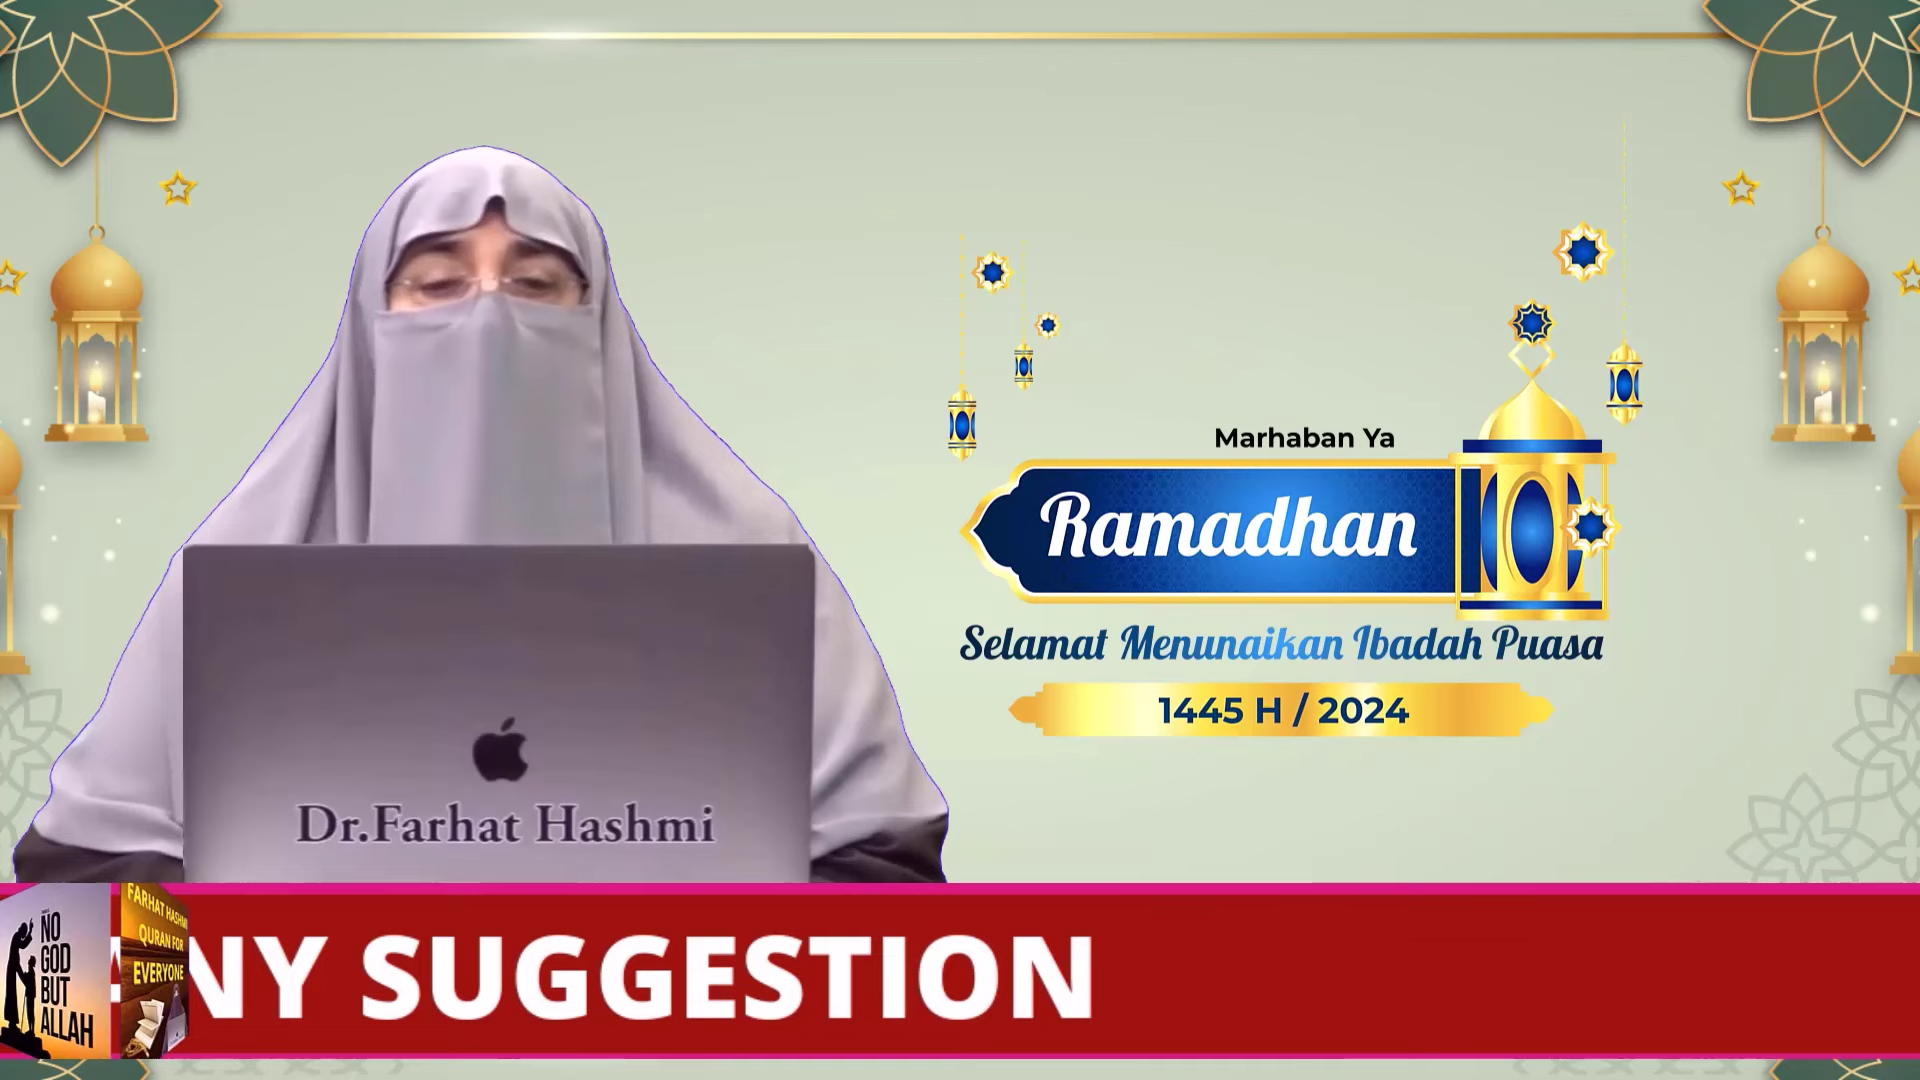 Marhaban Ya
Ramadhan
Selamat Menunaikan Ibadah Puasa
1445 H / 2024
Dr.Farhat Hashmi
NO
GOD
BUT
ALLAH
FARHAT HASHMI
QURAN FOR
EVERYONE
ANY SUGGESTION